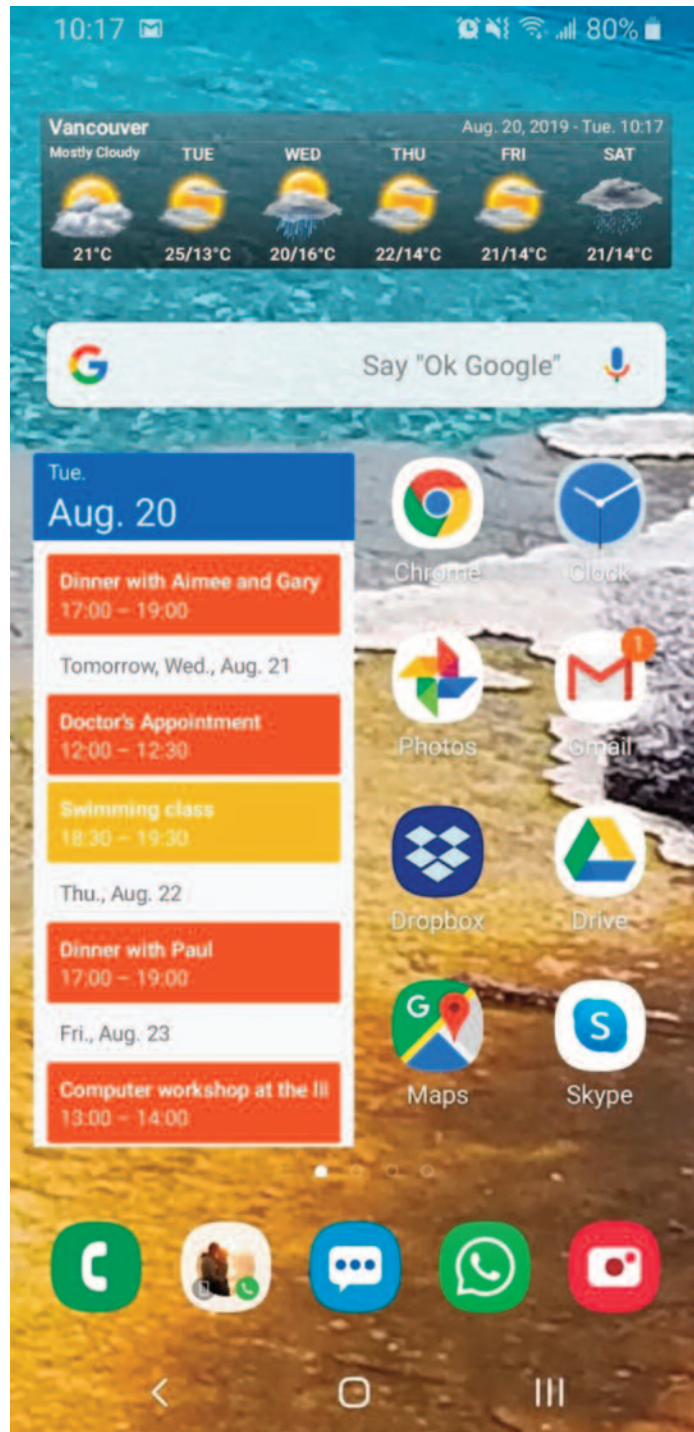 10:17
80%
Vancouver
Aug. 20, 2019 - Tue. 10:17
Mostly Cloudy TUE WED THU FRI SAT
21°C 25/13°C 20/16°C 22/14°C 21/14°C 21/14°C
Say "Ok Google"
Tue.
Aug. 20
Dinner with Aimee and Gary
17:00 – 19:00
Tomorrow, Wed., Aug. 21
Doctor's Appointment
12:00 – 12:30
Swimming class
18:30 – 19:30
Thu., Aug. 22
Dinner with Paul
17:00 – 19:00
Fri., Aug. 23
Computer workshop at the li
13:00 – 14:00
Chrome Clock
1
Photos Gmail
Dropbox Drive
G S
Maps Skype